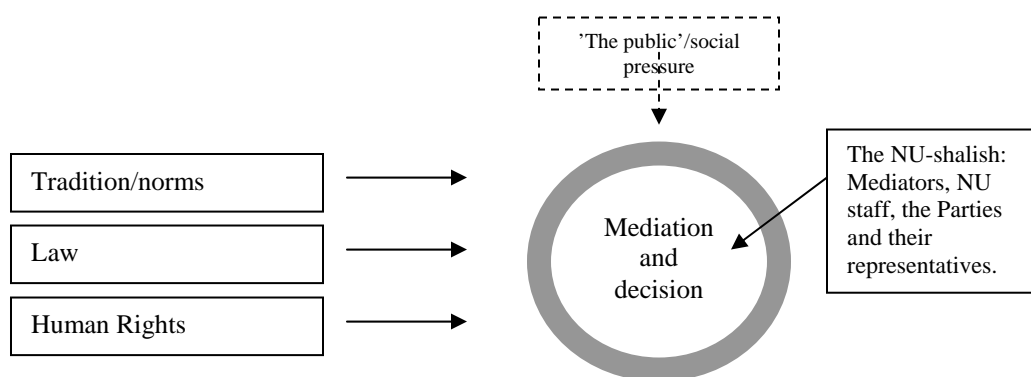 ’The public’/social
pressure
Tradition/norms
Law
Human Rights
Mediation
and
decision
The NU-shalish:
Mediators, NU
staff, the Parties
and their
representatives.